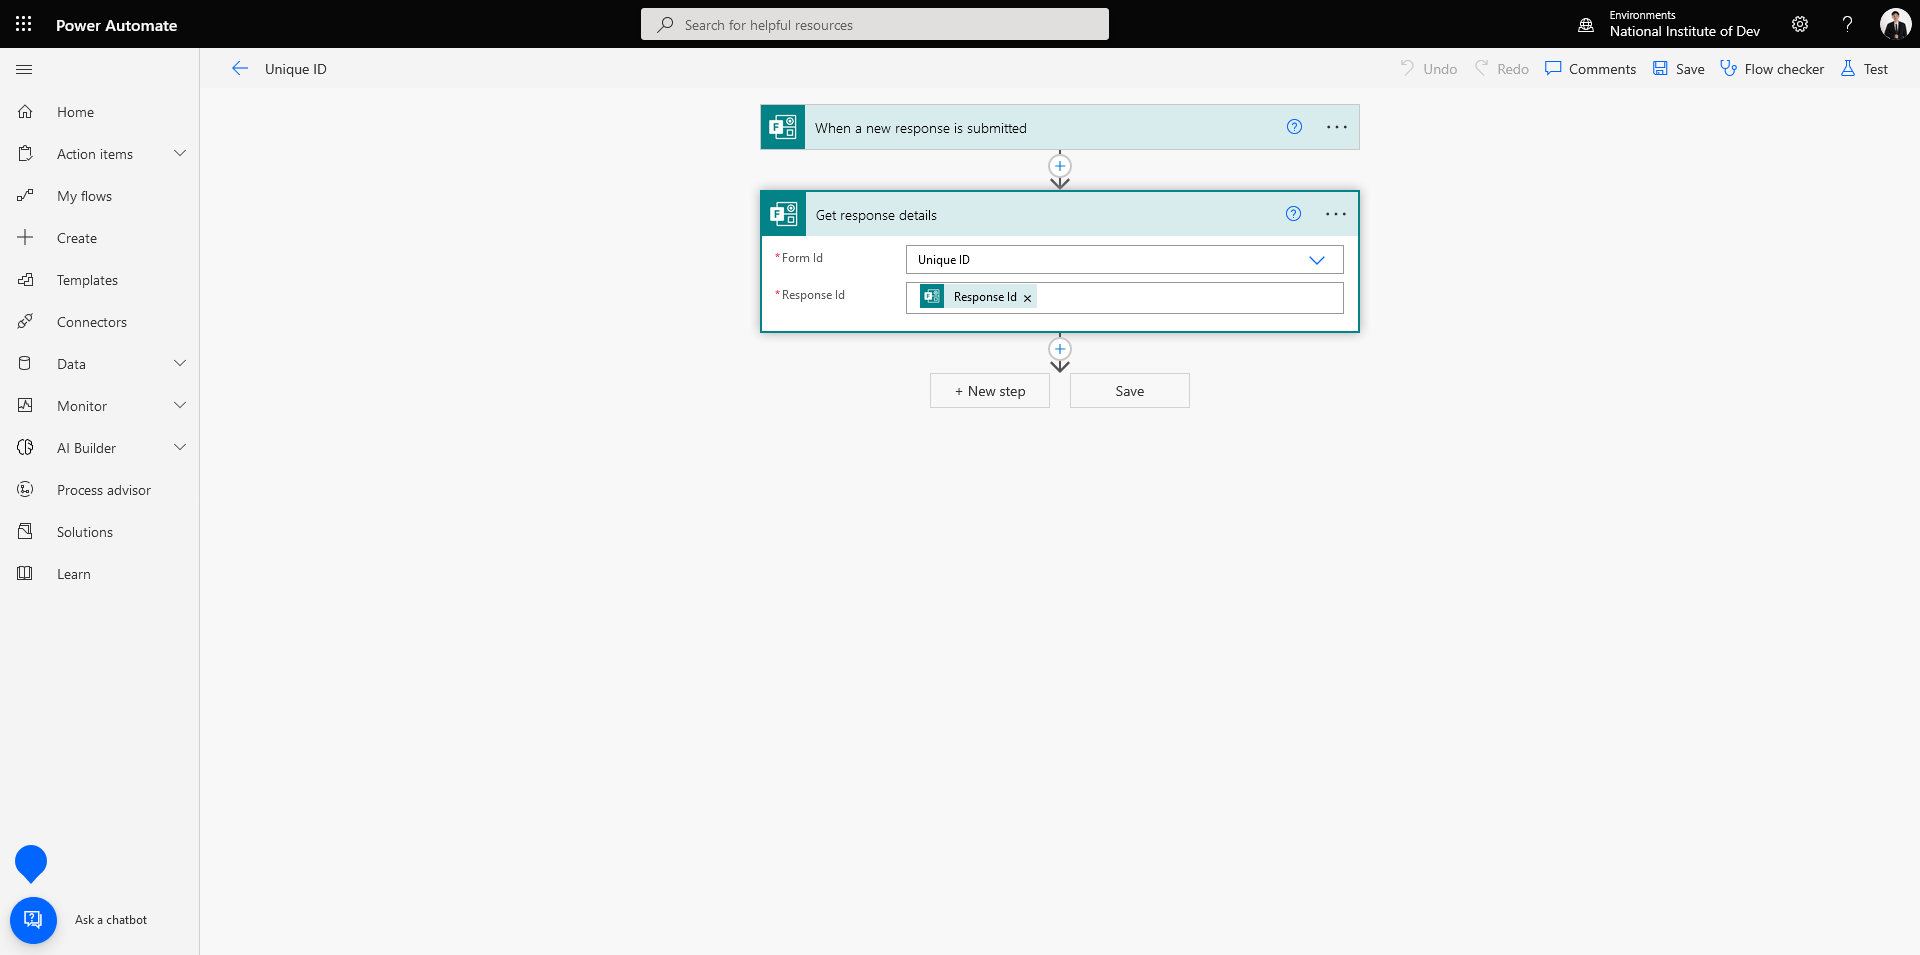 Power Automate
Search for helpful resources
Environments
National Institute of Dev
?
Unique ID
Undo
Redo
Comments
Save
Flow checker
Test
Home
Action items
My flows
Create
Templates
Connectors
Data
Monitor
AI Builder
Process advisor
Solutions
Learn
Ask a chatbot
F
When a new response is submitted
?
F
Get response details
?
*Form Id
Unique ID
*Response Id
Response Id ×
+ New step
Save